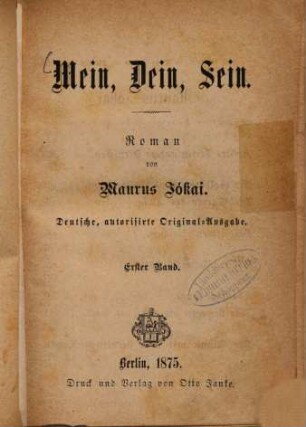 Mein, Dein, Sein.
Roman
von
Maurus Jókai.
Deutsche, autorisirte Original-Ausgabe.
Erster Band.
Berlin, 1875.
Druck und Verlag von Otto Janke.